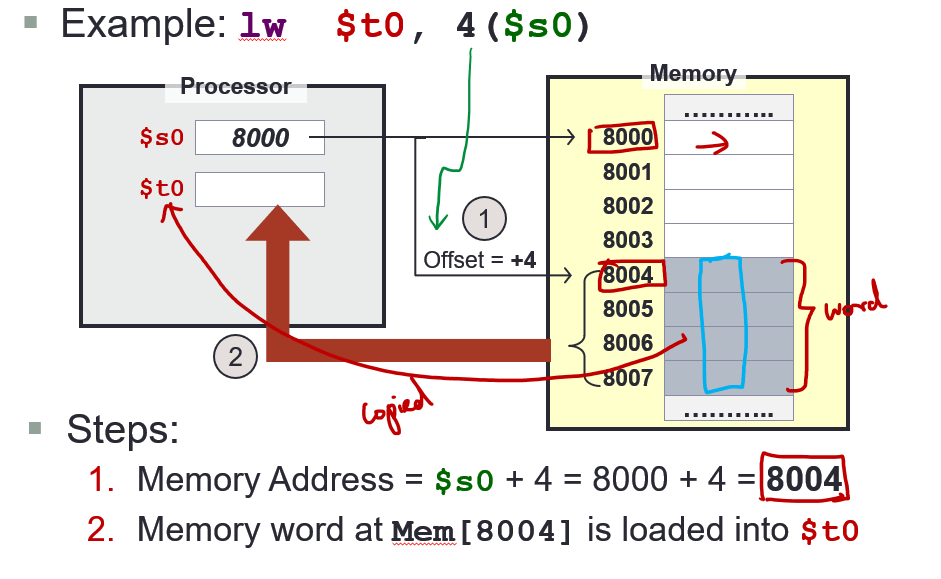 Example: lw $t0, 4($s0)
Processor
Memory
...........
$s0 8000
8000
8001
$t0
8002
1
8003
Offset = +4
8004
8005
word
2
8006
8007
copied
...........
Steps:
1. Memory Address = $s0 + 4 = 8000 + 4 = 8004
2. Memory word at Mem[8004] is loaded into $t0